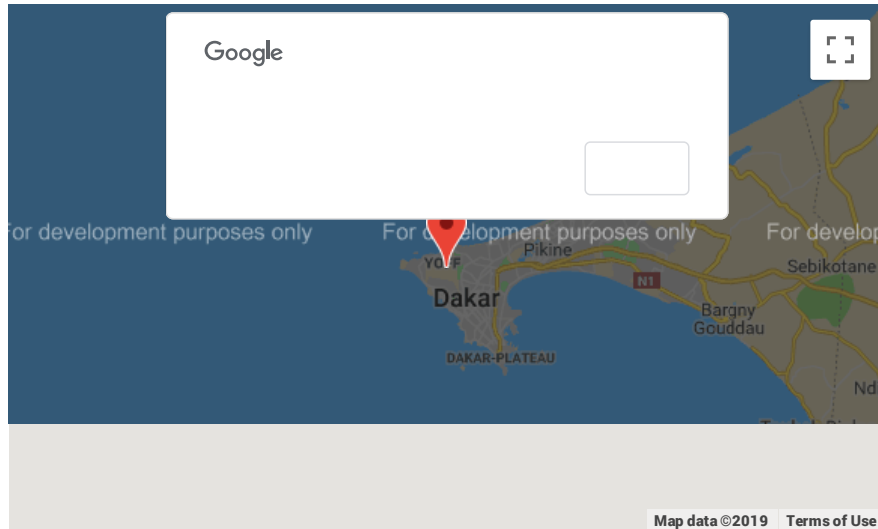 Google
For development purposes only
For development purposes only
For develop
Pikine
YOFF
Sebikotane
N1
Dakar
Bargny
Gouddau
DAKAR-PLATEAU
Nd
Map data ©2019
Terms of Use